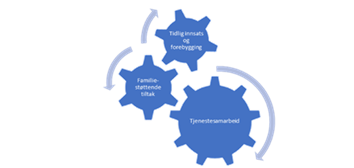 Tidlig innsats
og
forebygging
Familie-
støttende
tiltak
Tjenestesamarbeid